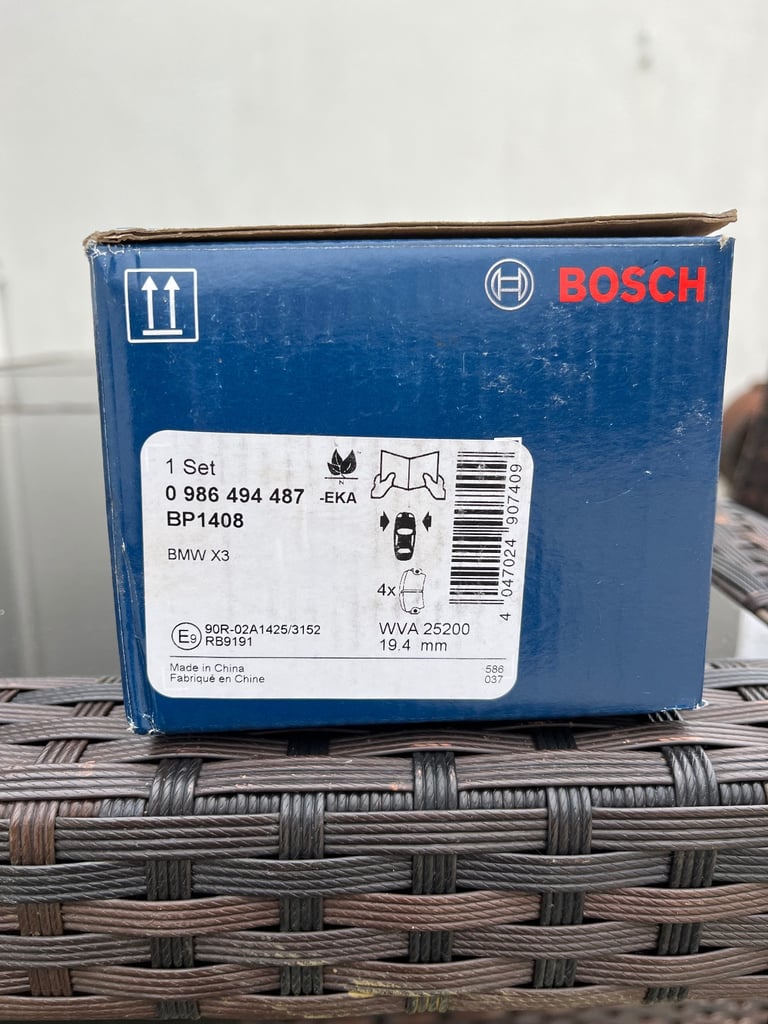 BOSCH
1 Set
0 986 494 487 -EKA
BP1408
BMW X3
N
4x
4 047024 907409
E9 90R-02A1425/3152
RB9191
WVA 25200
19.4 mm
Made in China
Fabriqué en Chine
586
037